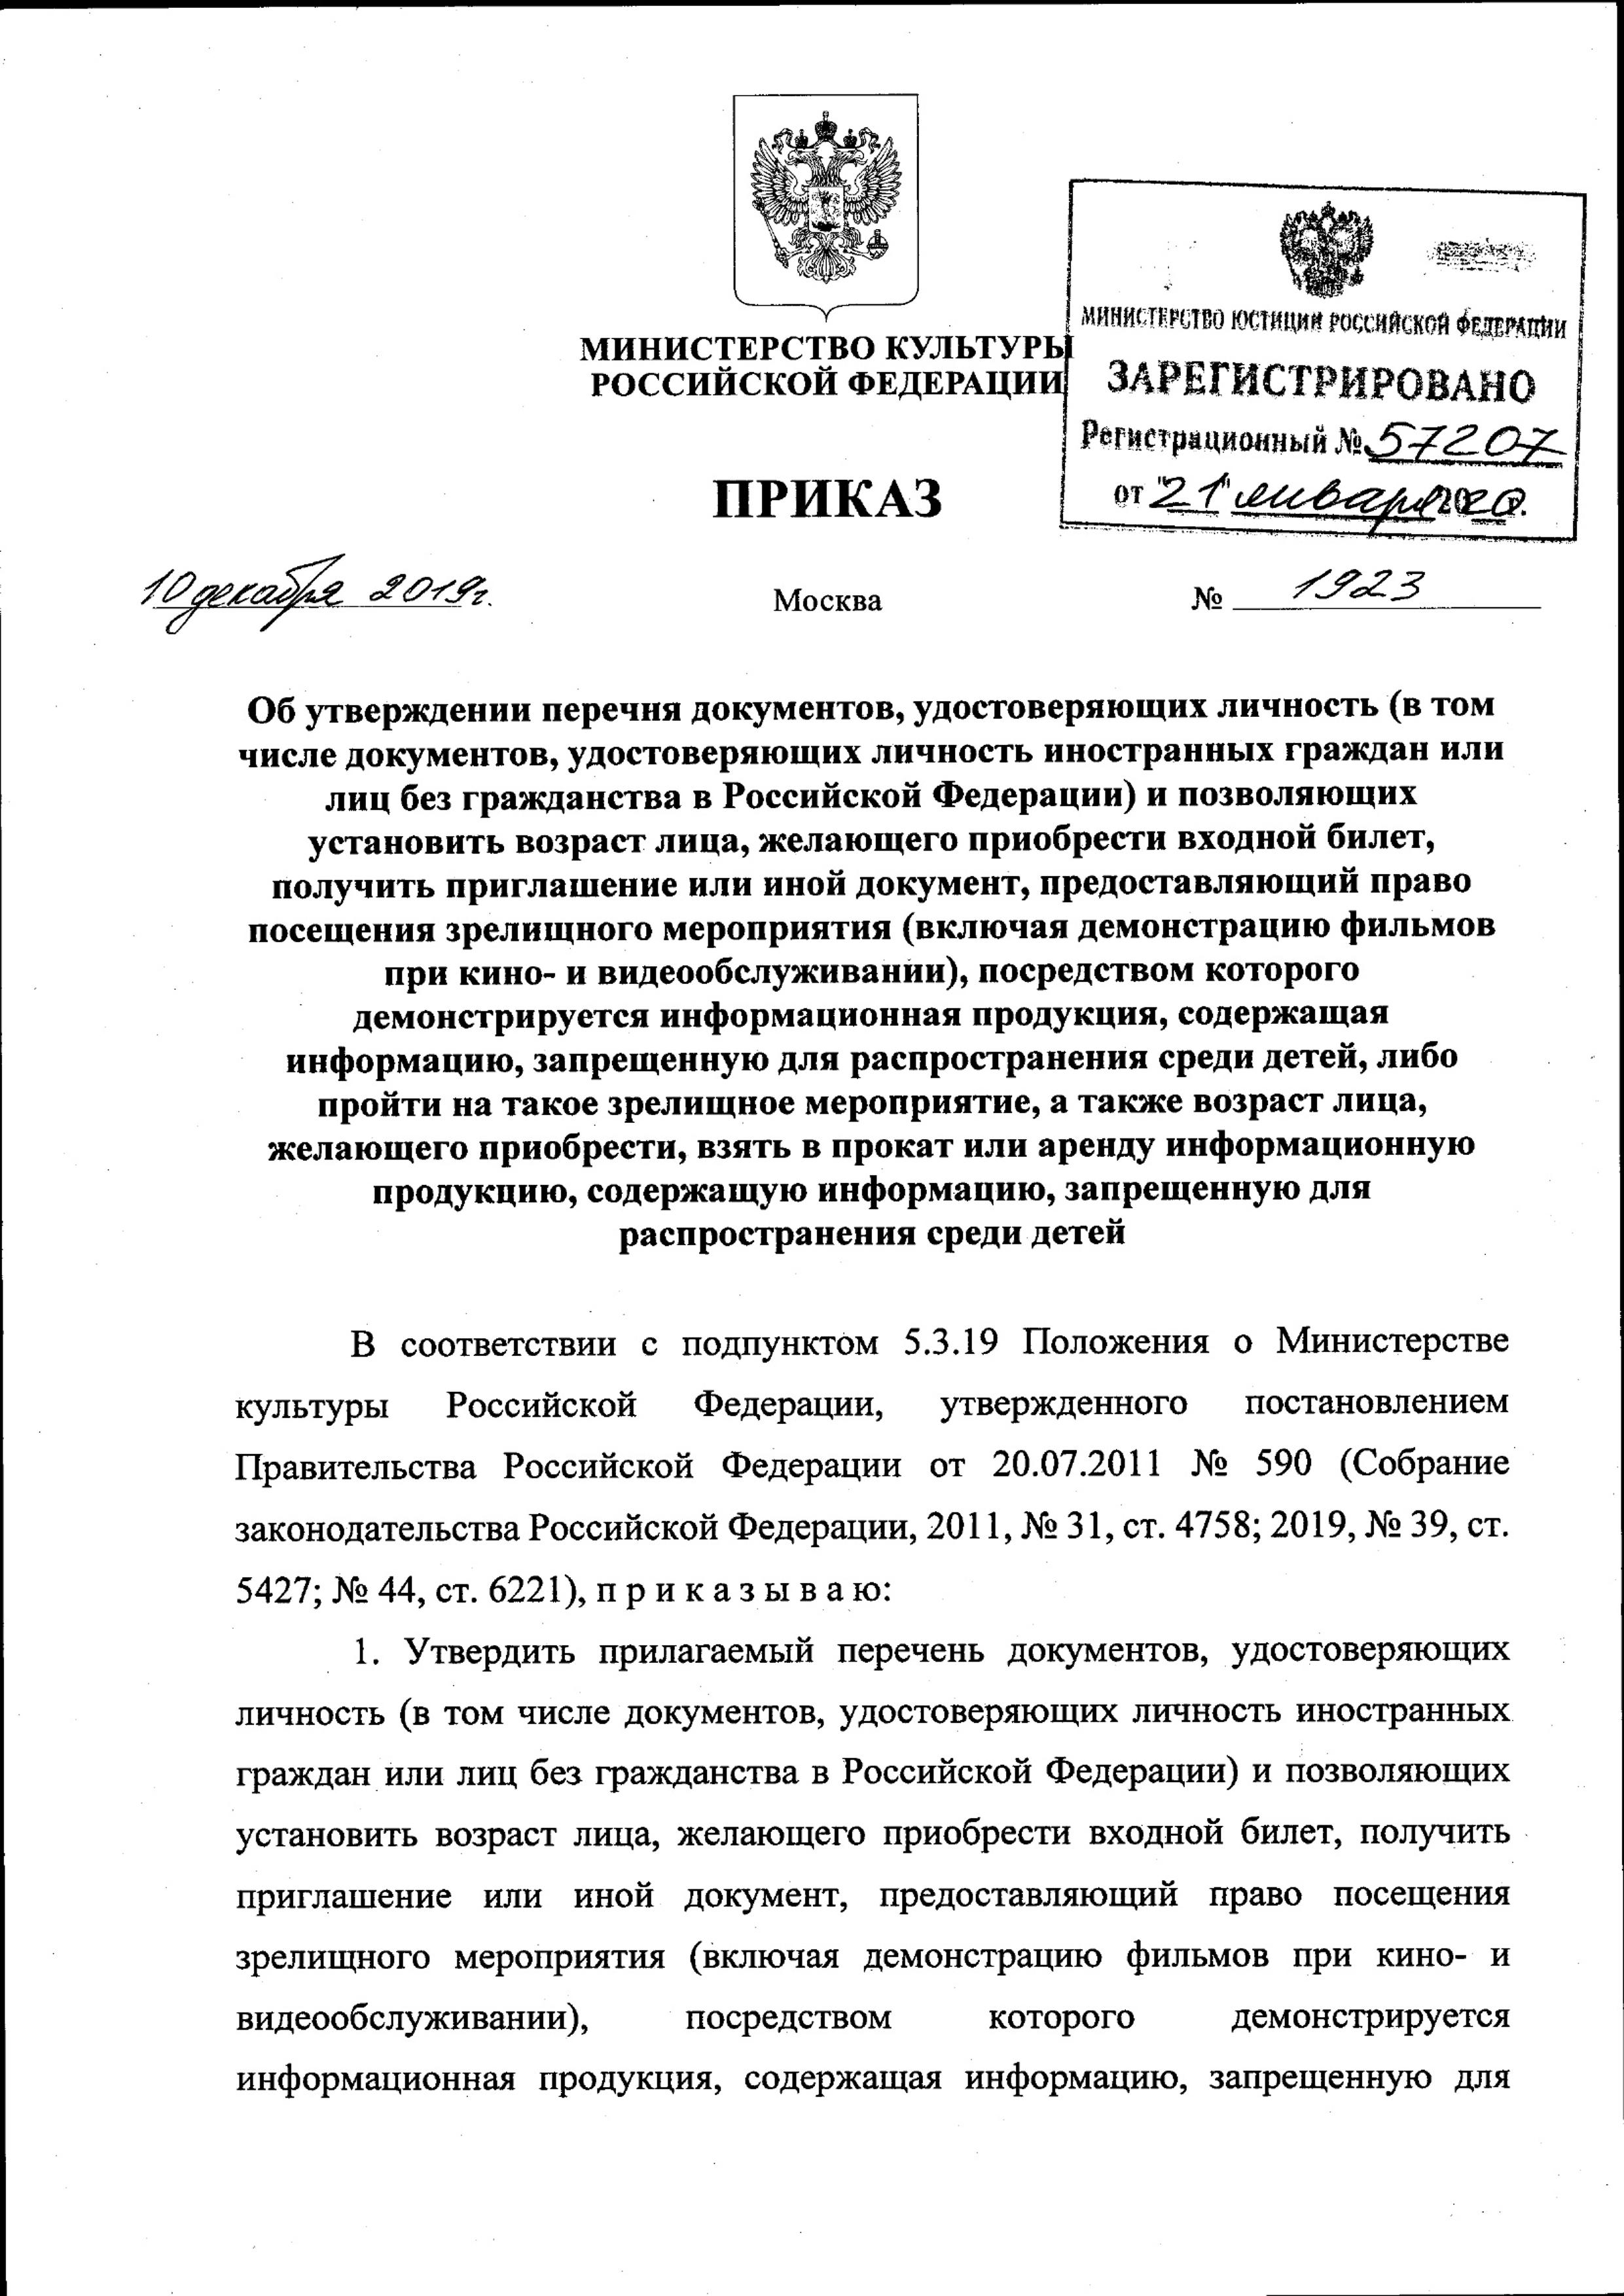 МИНИСТЕРСТВО КУЛЬТУРЫ
РОССИЙСКОЙ ФЕДЕРАЦИИ
МИНИСТЕРСТВО ЮСТИЦИИ РОССИЙСКОЙ ФЕДЕРАЦИИ
ЗАРЕГИСТРИРОВАНО
Регистрационный № 57207
от "21" января 2020.
ПРИКАЗ
10 декабря 2019г.
Москва
№ 1923
Об утверждении перечня документов, удостоверяющих личность (в том
числе документов, удостоверяющих личность иностранных граждан или
лиц без гражданства в Российской Федерации) и позволяющих
установить возраст лица, желающего приобрести входной билет,
получить приглашение или иной документ, предоставляющий право
посещения зрелищного мероприятия (включая демонстрацию фильмов
при кино- и видеообслуживании), посредством которого
демонстрируется информационная продукция, содержащая
информацию, запрещенную для распространения среди детей, либо
пройти на такое зрелищное мероприятие, а также возраст лица,
желающего приобрести, взять в прокат или аренду информационную
продукцию, содержащую информацию, запрещенную для
распространения среди детей
В соответствии с подпунктом 5.3.19 Положения о Министерстве
культуры Российской Федерации, утвержденного постановлением
Правительства Российской Федерации от 20.07.2011 № 590 (Собрание
законодательства Российской Федерации, 2011, № 31, ст. 4758; 2019, № 39, ст.
5427; № 44, ст. 6221), п р и к а з ы в а ю:
1. Утвердить прилагаемый перечень документов, удостоверяющих
личность (в том числе документов, удостоверяющих личность иностранных
граждан или лиц без гражданства в Российской Федерации) и позволяющих
установить возраст лица, желающего приобрести входной билет, получить
приглашение или иной документ, предоставляющий право посещения
зрелищного мероприятия (включая демонстрацию фильмов при кино- и
видеообслуживании), посредством которого демонстрируется
информационная продукция, содержащая информацию, запрещенную для